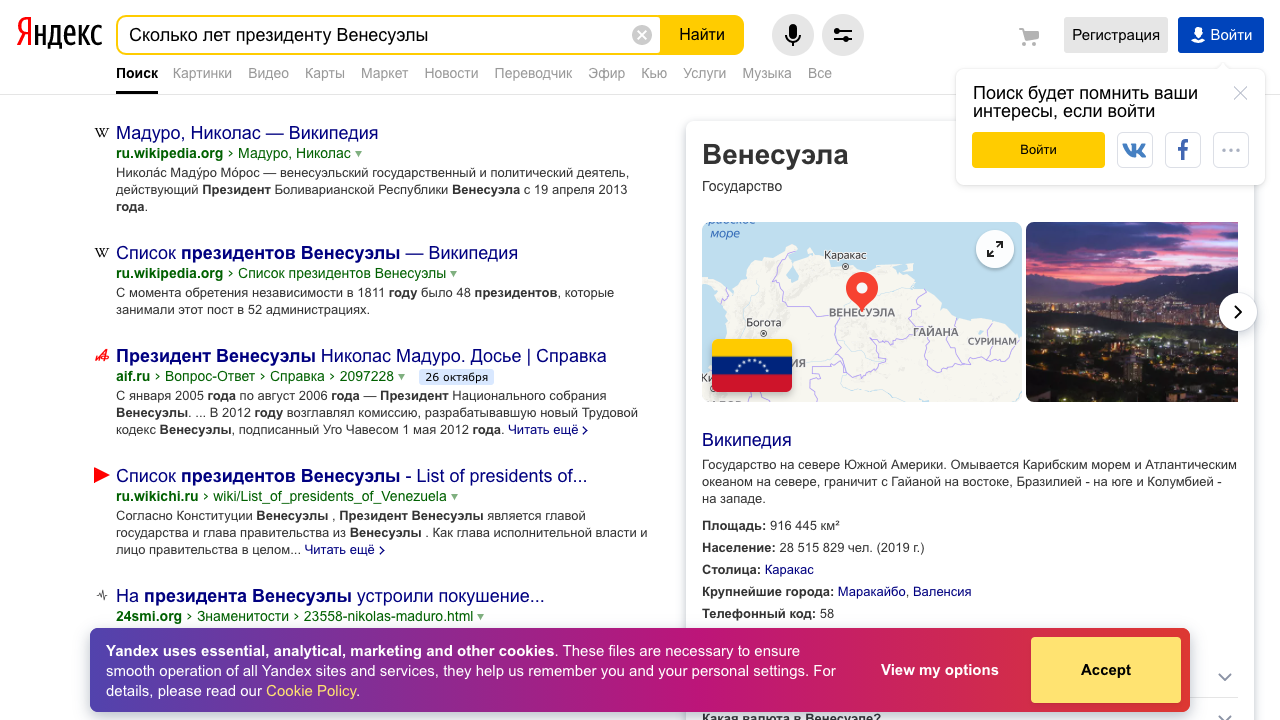 Яндекс
Сколько лет президенту Венесуэлы
Найти
Регистрация
Войти
Поиск Картинки Видео Карты Маркет Новости Переводчик Эфир Кью Услуги Музыка Все
Поиск будет помнить ваши
интересы, если войти
Войти
Мадуро, Николас — Википедия
ru.wikipedia.org › Мадуро, Николас
Никола́с Маду́ро Мо́рос — венесуэльский государственный и политический деятель,
действующий Президент Боливарианской Республики Венесуэла с 19 апреля 2013
года.
Список президентов Венесуэлы — Википедия
ru.wikipedia.org › Список президентов Венесуэлы
С момента обретения независимости в 1811 году было 48 президентов, которые
занимали этот пост в 52 администрациях.
Президент Венесуэлы Николас Мадуро. Досье | Справка
aif.ru › Вопрос-Ответ › Справка › 2097228 26 октября
С января 2005 года по август 2006 года — Президент Национального собрания
Венесуэлы. ... В 2012 году возглавлял комиссию, разрабатывавшую новый Трудовой
кодекс Венесуэлы, подписанный Уго Чавесом 1 мая 2012 года. Читать ещё ›
Список президентов Венесуэлы - List of presidents of...
ru.wikichi.ru › wiki/List_of_presidents_of_Venezuela
Согласно Конституции Венесуэлы , Президент Венесуэлы является главой
государства и глава правительства из Венесуэлы . Как глава исполнительной власти и
лицо правительства в целом... Читать ещё ›
На президента Венесуэлы устроили покушение...
24smi.org › Знаменитости › 23558-nikolas-maduro.html
Венесуэла
Государство
море
Каракас
ВЕНЕСУЭЛА
Богота
ГАЙАНА
СУРИНАМ
Википедия
Государство на севере Южной Америки. Омывается Карибским морем и Атлантическим
океаном на севере, граничит с Гайаной на востоке, Бразилией - на юге и Колумбией -
на западе.
Площадь: 916 445 км²
Население: 28 515 829 чел. (2019 г.)
Столица: Каракас
Крупнейшие города: Маракайбо, Валенсия
Телефонный код: 58
Какая валюта в Венесуэле?
Yandex uses essential, analytical, marketing and other cookies. These files are necessary to ensure
smooth operation of all Yandex sites and services, they help us remember you and your personal settings. For
details, please read our Cookie Policy.
View my options
Accept